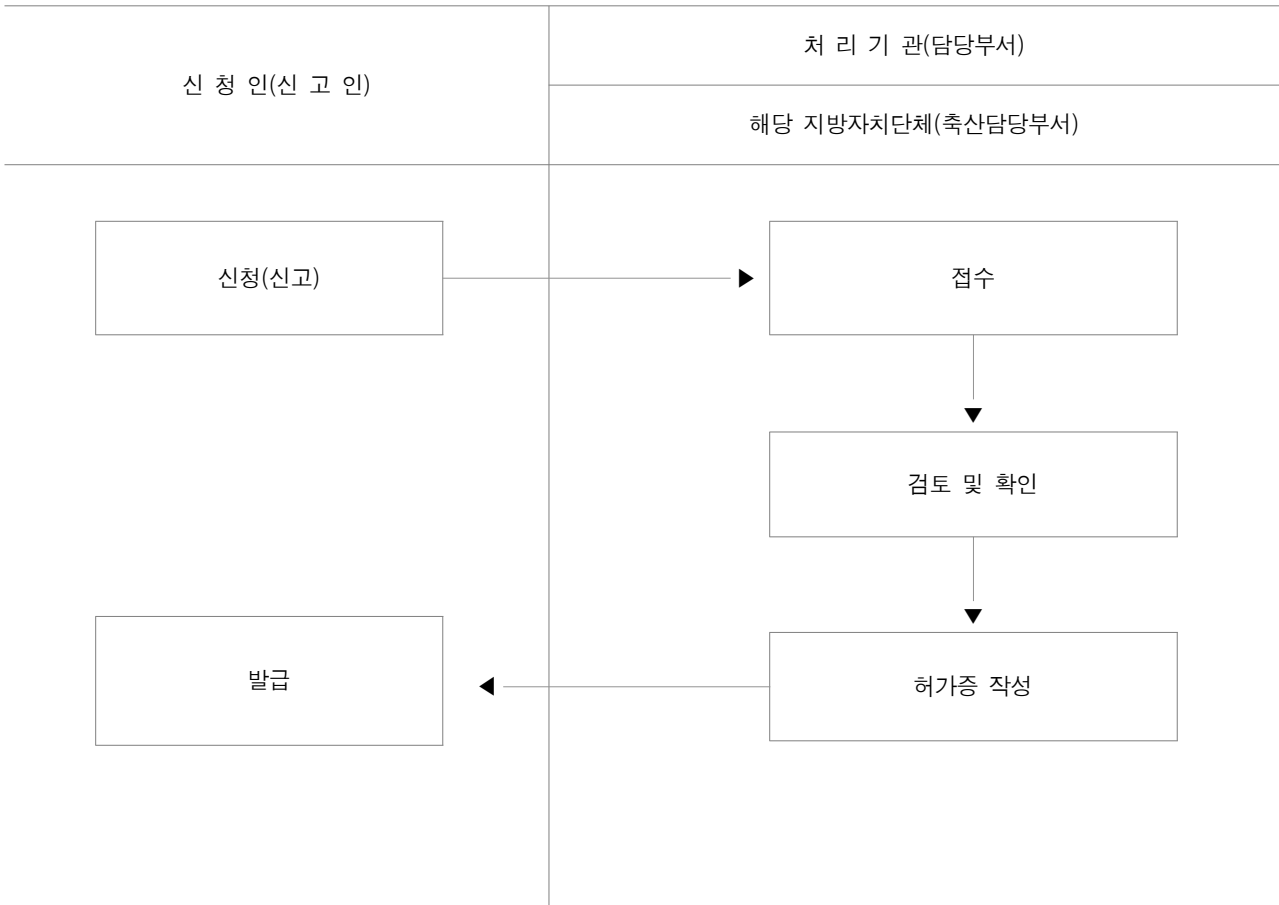 신 청 인(신 고 인)
처 리 기 관(담당부서)
해당 지방자치단체(축산담당부서)
신청(신고)
접수
검토 및 확인
허가증 작성
발급